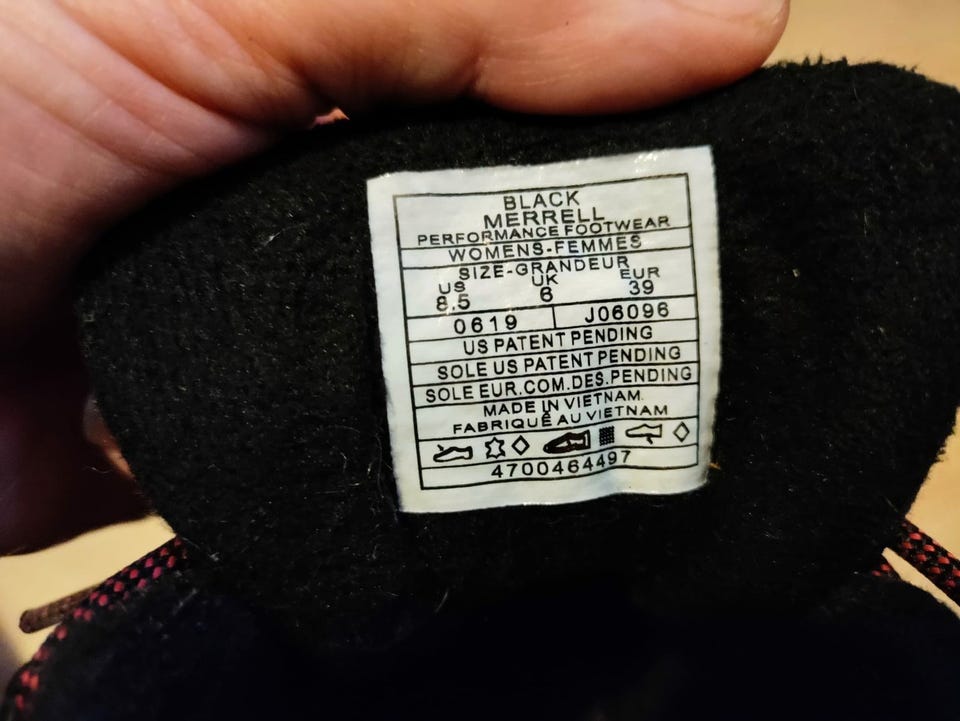 BLACK
MERRELL
PERFORMANCE FOOTWEAR
WOMENS-FEMMES
SIZE-GRANDEUR
US UK EUR
8.5 6 39
0619 J06096
US PATENT PENDING
SOLE US PATENT PENDING
SOLE EUR.COM.DES.PENDING
MADE IN VIETNAM
FABRIQUÉ AU VIETNAM
4700464497